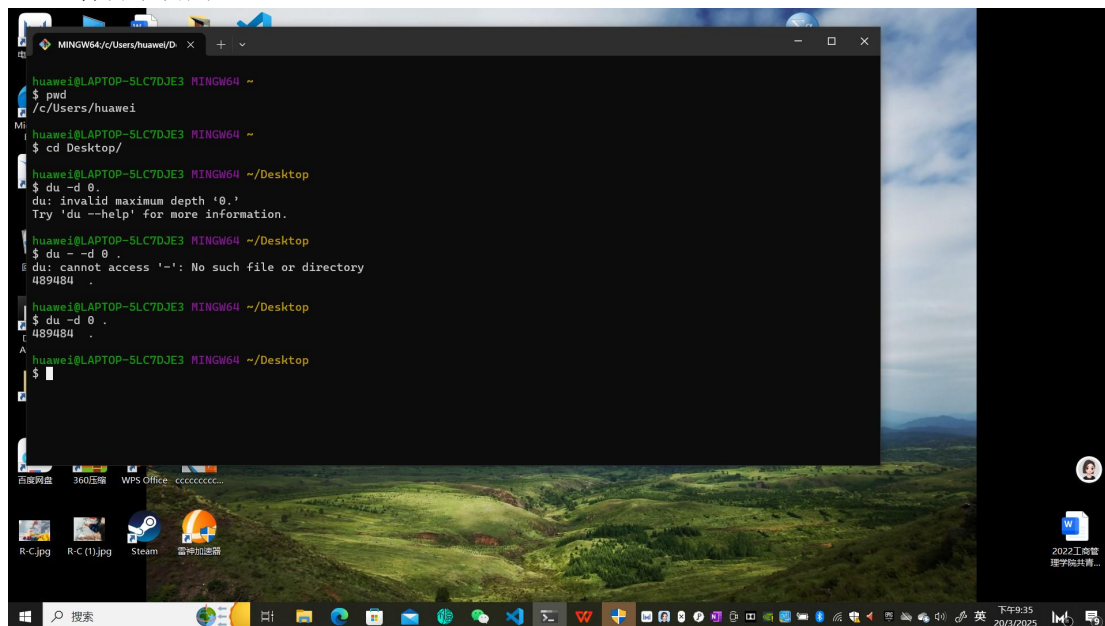 MINGW64:/c/Users/huawei/D
huawei@LAPTOP-5LC7DJE3 MINGW64 ~
$ pwd
/c/Users/huawei
huawei@LAPTOP-5LC7DJE3 MINGW64 ~
$ cd Desktop/
huawei@LAPTOP-5LC7DJE3 MINGW64 ~/Desktop
$ du -d 0.
du: invalid maximum depth ‘0.’
Try 'du --help' for more information.
huawei@LAPTOP-5LC7DJE3 MINGW64 ~/Desktop
$ du - -d 0 .
du: cannot access '-': No such file or directory
489484 .
huawei@LAPTOP-5LC7DJE3 MINGW64 ~/Desktop
$ du -d 0 .
489484 .
huawei@LAPTOP-5LC7DJE3 MINGW64 ~/Desktop
$
百度网盘 360压缩 WPS Office cccccccc...
R-C.jpg R-C (1).jpg Steam 雷神加速器
2022工商管
理学院共青...
搜索
英
下午9:35
20/3/2025